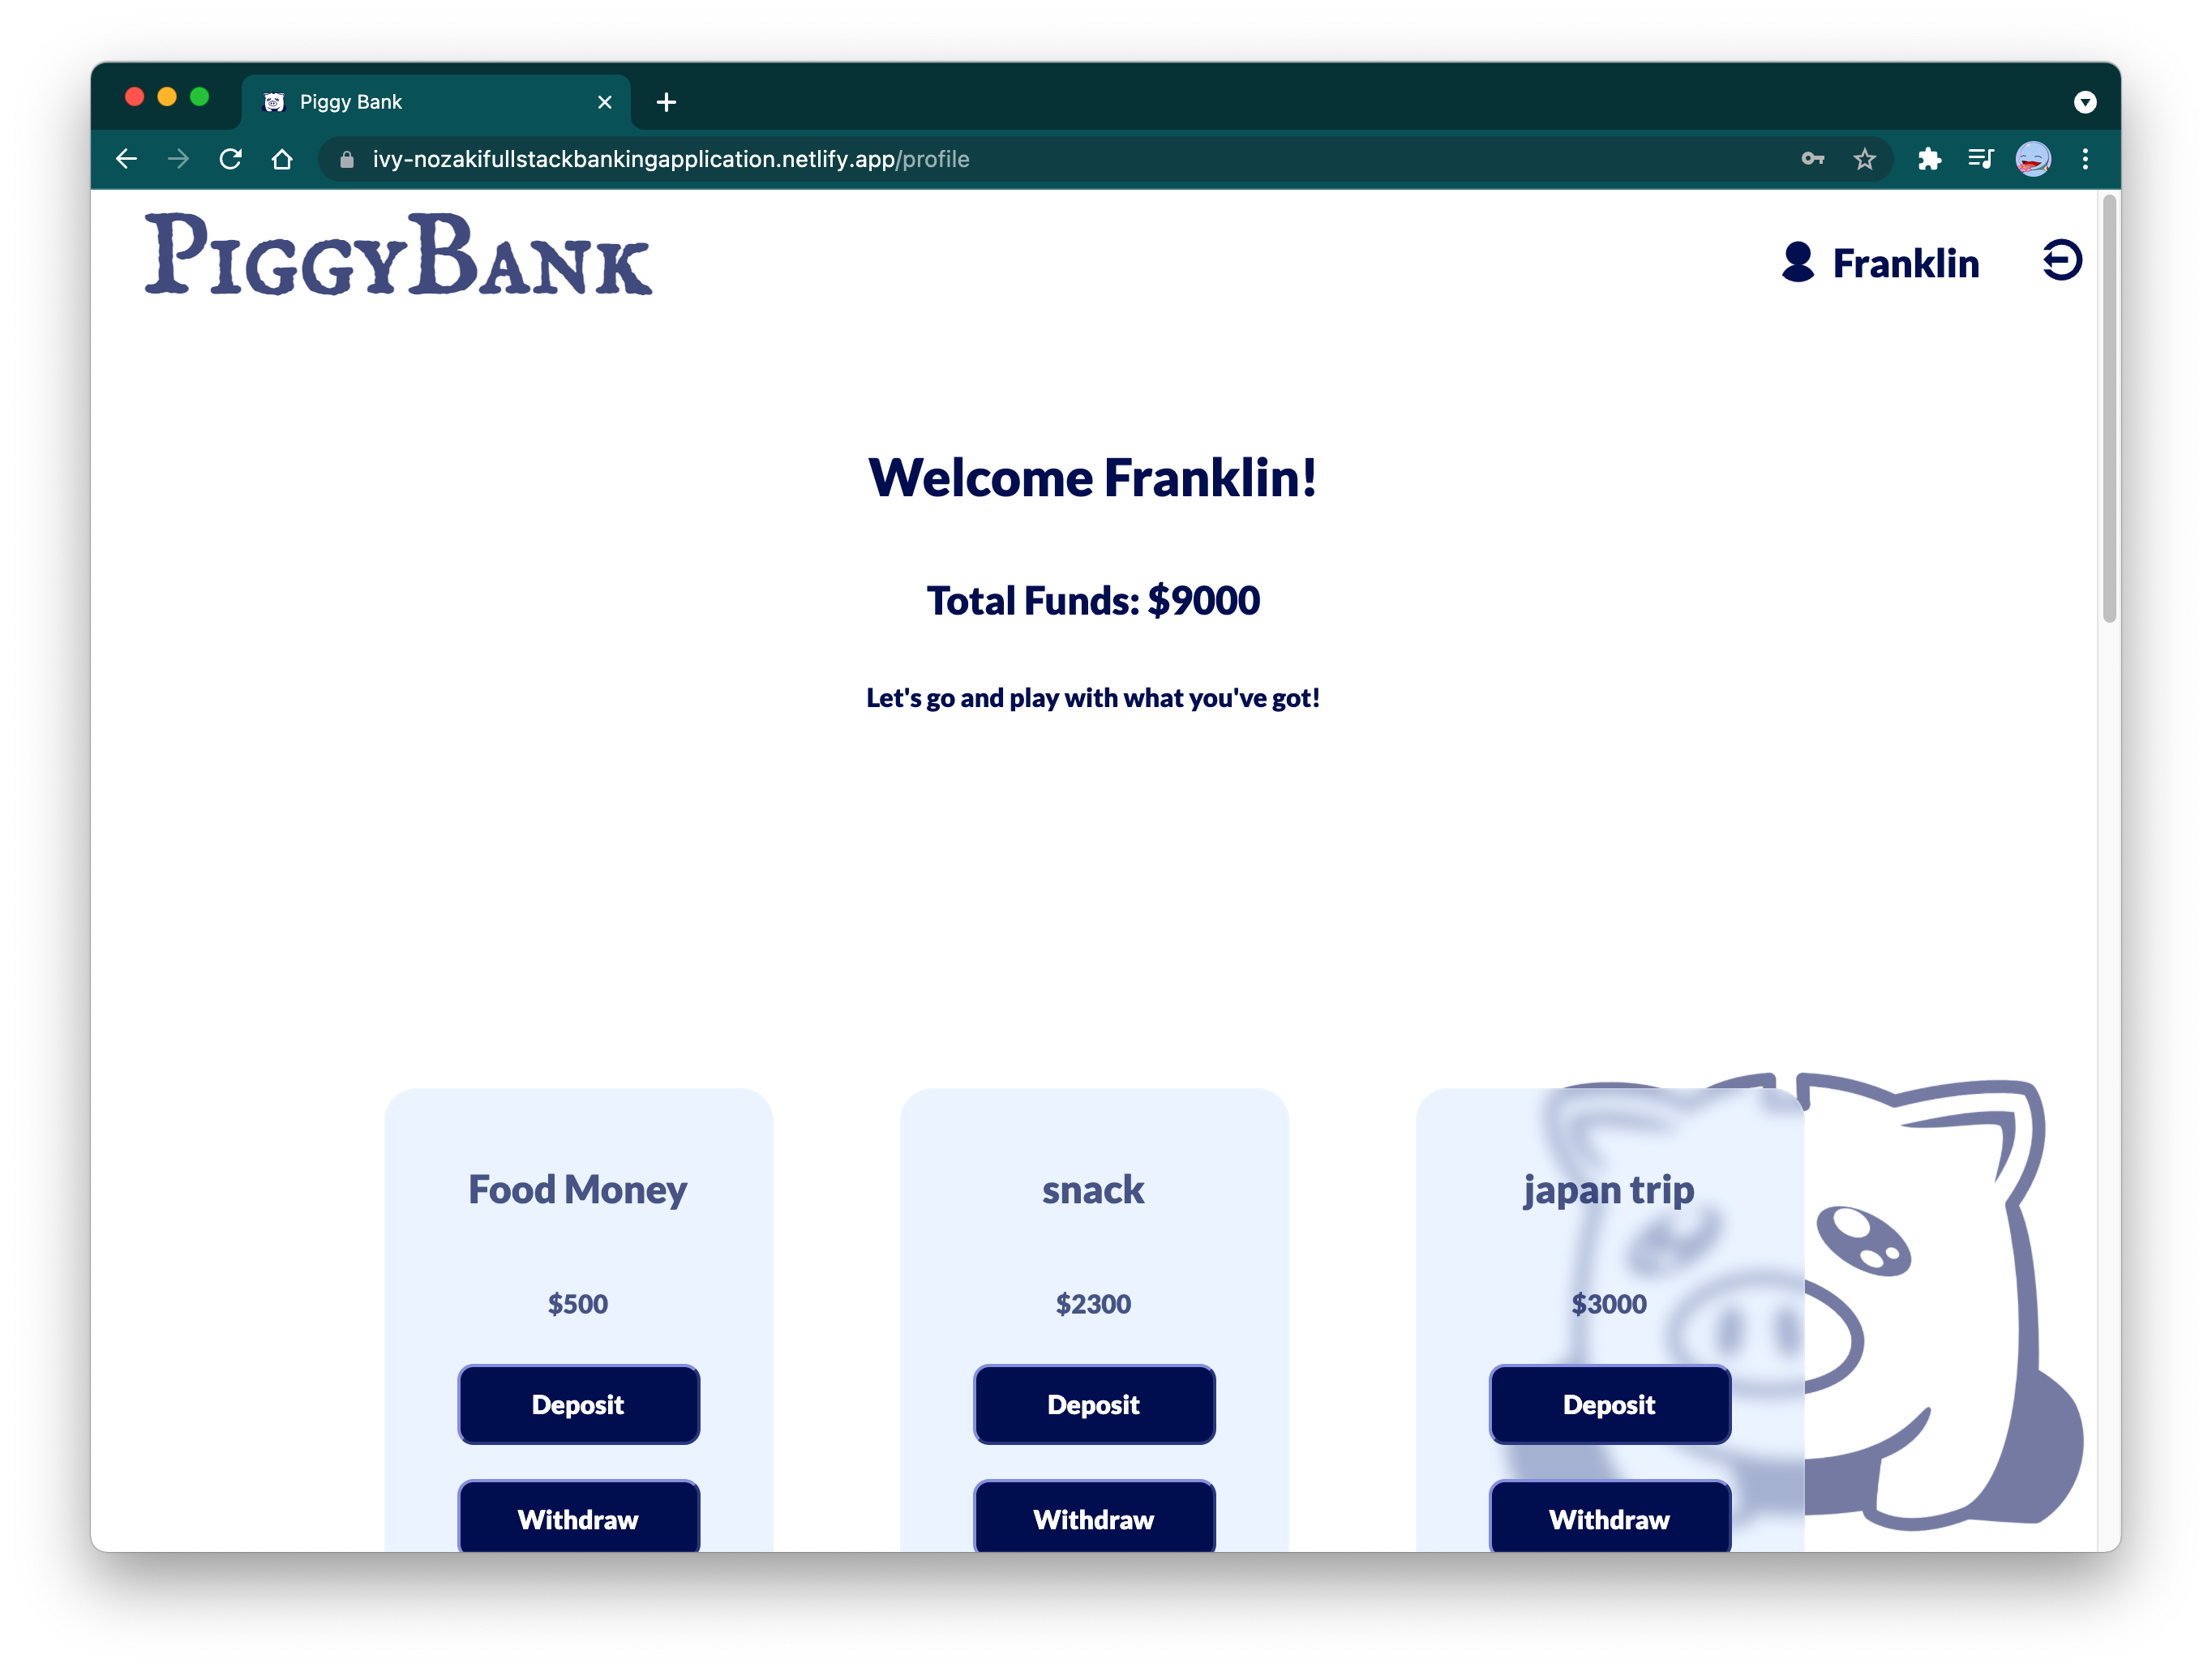 Piggy Bank
ivy-nozakifullstackbankingapplication.netlify.app/profile
PiggyBank
Franklin
Welcome Franklin!
Total Funds: $9000
Let's go and play with what you've got!
Food Money
snack
japan trip
$500
$2300
$3000
Deposit
Deposit
Deposit
Withdraw
Withdraw
Withdraw